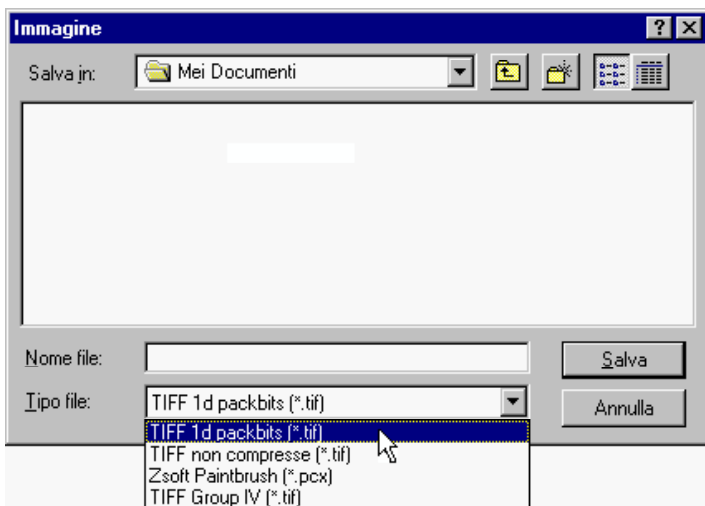 Immagine
Salva in: Mei Documenti
Nome file:
Salva
Tipo file: TIFF 1d packbits (*.tif)
Annulla
TIFF 1d packbits (*.tif)
TIFF non compresse (*.tif)
Zsoft Paintbrush (*.pcx)
TIFF Group IV (*.tif)